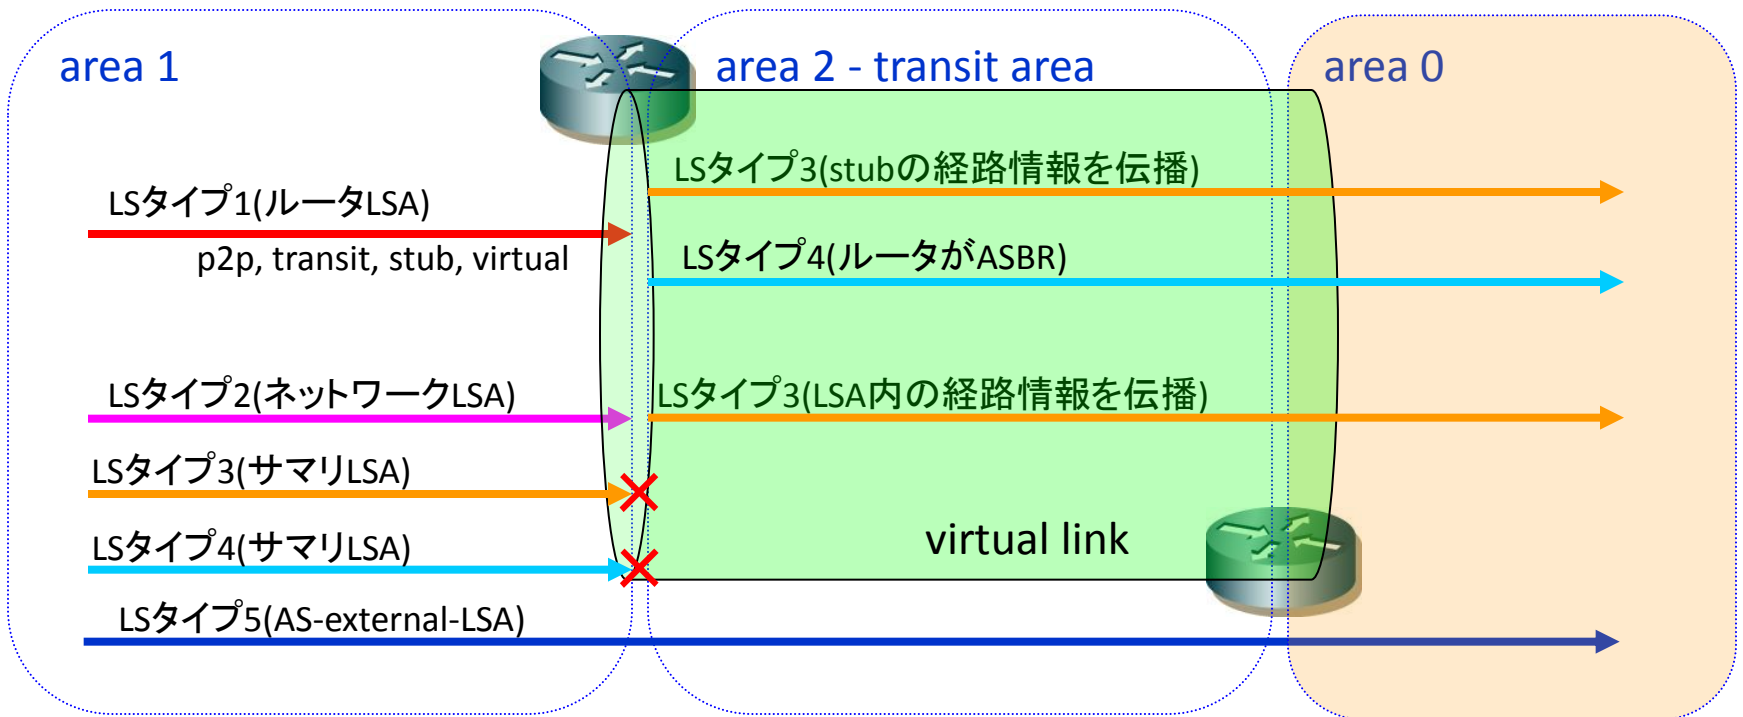 area 1
area 2 - transit area
area 0
LSタイプ3(stubの経路情報を伝播)
LSタイプ1(ルータLSA)
p2p, transit, stub, virtual
LSタイプ4(ルータがASBR)
LSタイプ2(ネットワークLSA)
LSタイプ3(LSA内の経路情報を伝播)
LSタイプ3(サマリLSA)
LSタイプ4(サマリLSA)
virtual link
LSタイプ5(AS-external-LSA)